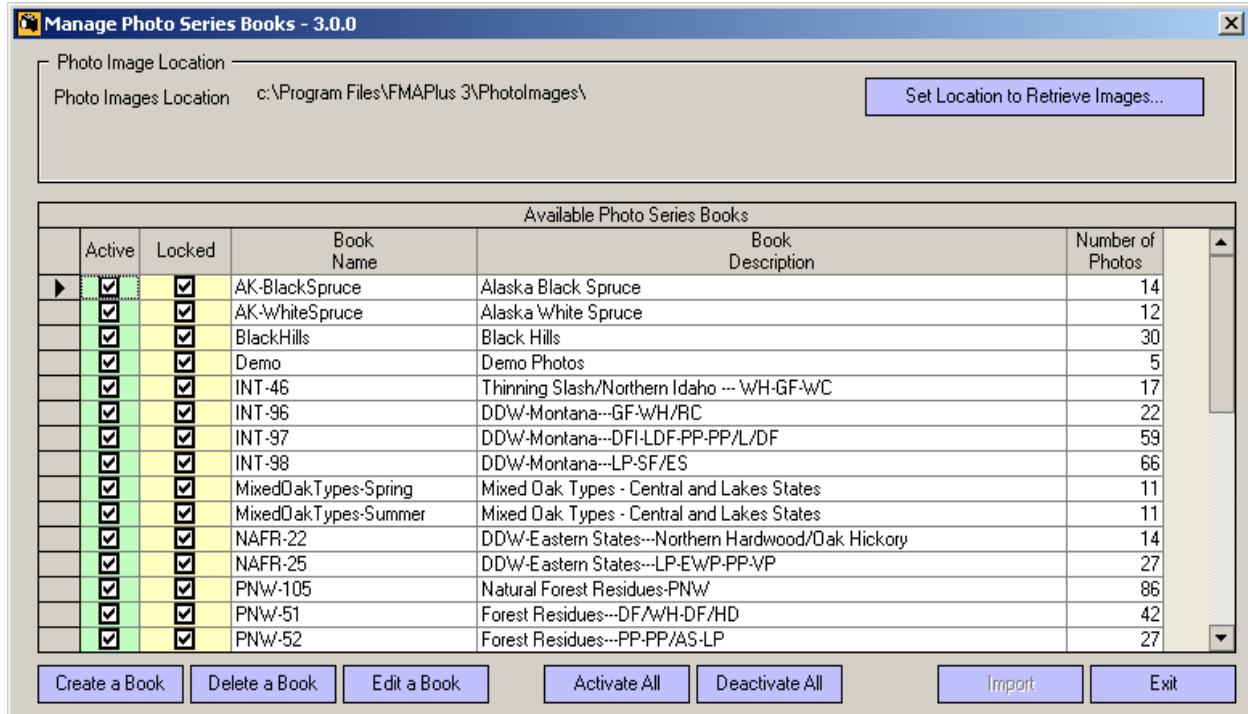 Manage Photo Series Books - 3.0.0
Photo Image Location
Photo Images Location c:\Program Files\FMAPlus 3\PhotoImages\ Set Location to Retrieve Images...
Available Photo Series Books
Active Locked Book Name Book Description Number of Photos
AK-BlackSpruce Alaska Black Spruce 14
AK-WhiteSpruce Alaska White Spruce 12
BlackHills Black Hills 30
Demo Demo Photos 5
INT-46 Thinning Slash/Northern Idaho --- WH-GF-WC 17
INT-96 DDW-Montana---GF-WH/RC 22
INT-97 DDW-Montana---DFI-LDF-PP-PP/L/DF 59
INT-98 DDW-Montana---LP-SF/ES 66
MixedOakTypes-Spring Mixed Oak Types - Central and Lakes States 11
MixedOakTypes-Summer Mixed Oak Types - Central and Lakes States 11
NAFR-22 DDW-Eastern States---Northern Hardwood/Oak Hickory 14
NAFR-25 DDW-Eastern States---LP-EWP-PP-VP 27
PNW-105 Natural Forest Residues-PNW 86
PNW-51 Forest Residues---DF/WH-DF/HD 42
PNW-52 Forest Residues---PP-PP/AS-LP 27
Create a Book Delete a Book Edit a Book Activate All Deactivate All Import Exit